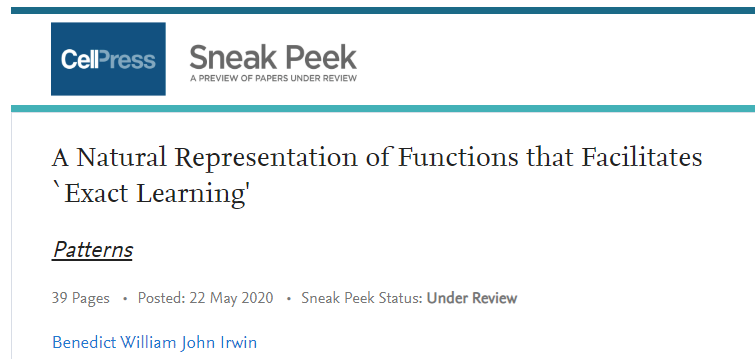 CellPress
Sneak Peek
A PREVIEW OF PAPERS UNDER REVIEW
A Natural Representation of Functions that Facilitates
`Exact Learning'
Patterns
39 Pages • Posted: 22 May 2020 • Sneak Peek Status: Under Review
Benedict William John Irwin